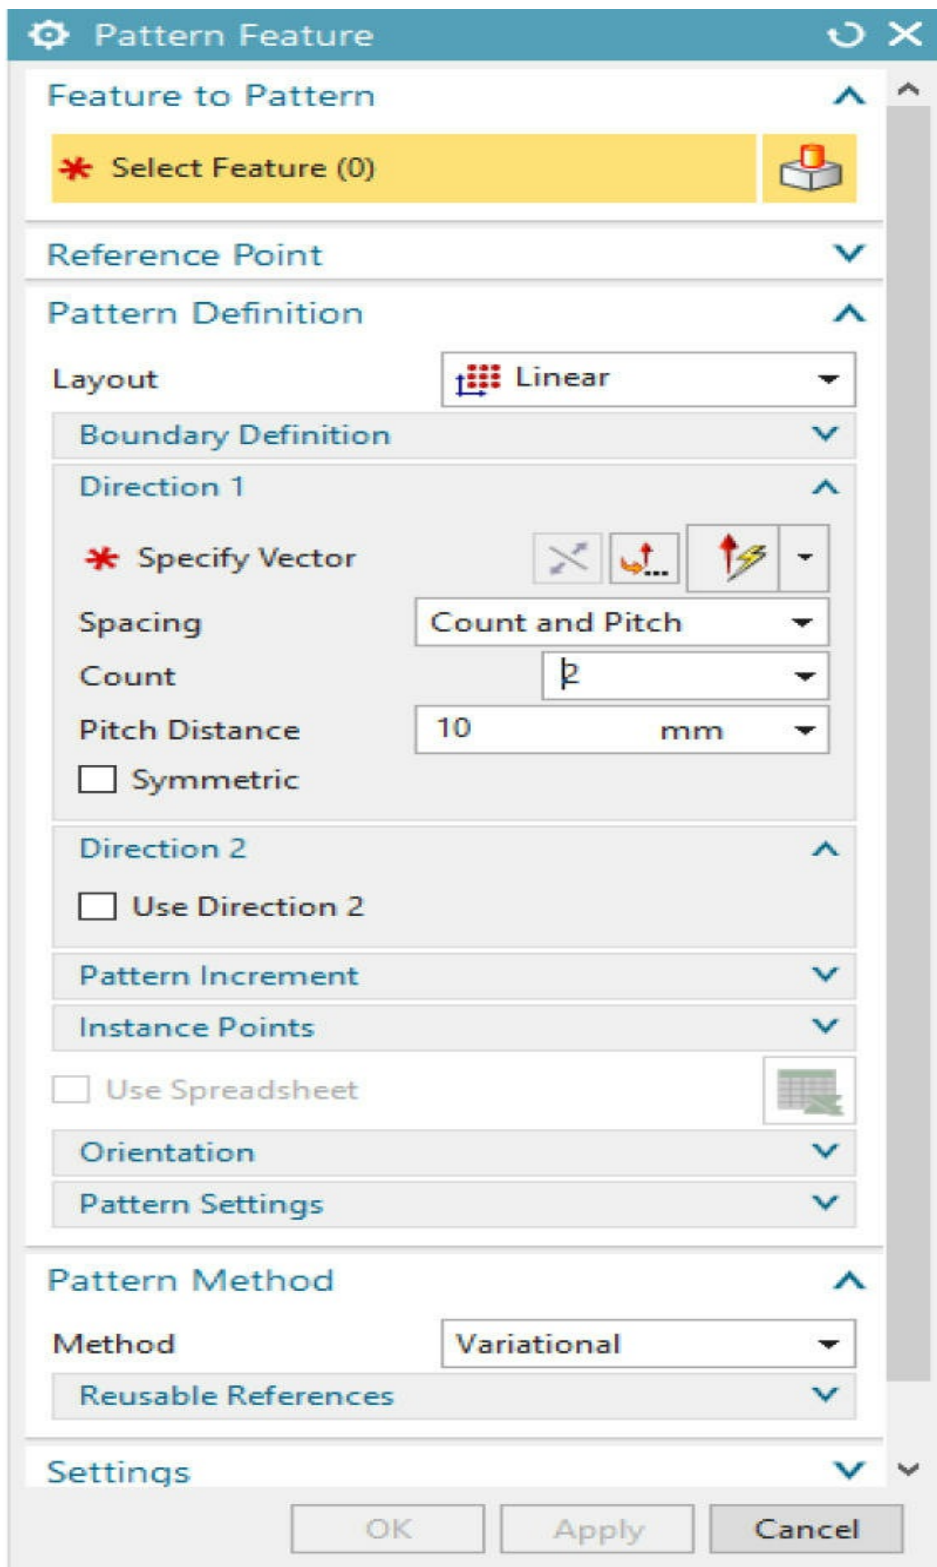 Pattern Feature
Feature to Pattern
* Select Feature (0)
Reference Point
Pattern Definition
Layout Linear
Boundary Definition
Direction 1
* Specify Vector
Spacing Count and Pitch
Count 2
Pitch Distance 10 mm
Symmetric
Direction 2
Use Direction 2
Pattern Increment
Instance Points
Use Spreadsheet
Orientation
Pattern Settings
Pattern Method
Method Variational
Reusable References
Settings
OK Apply Cancel